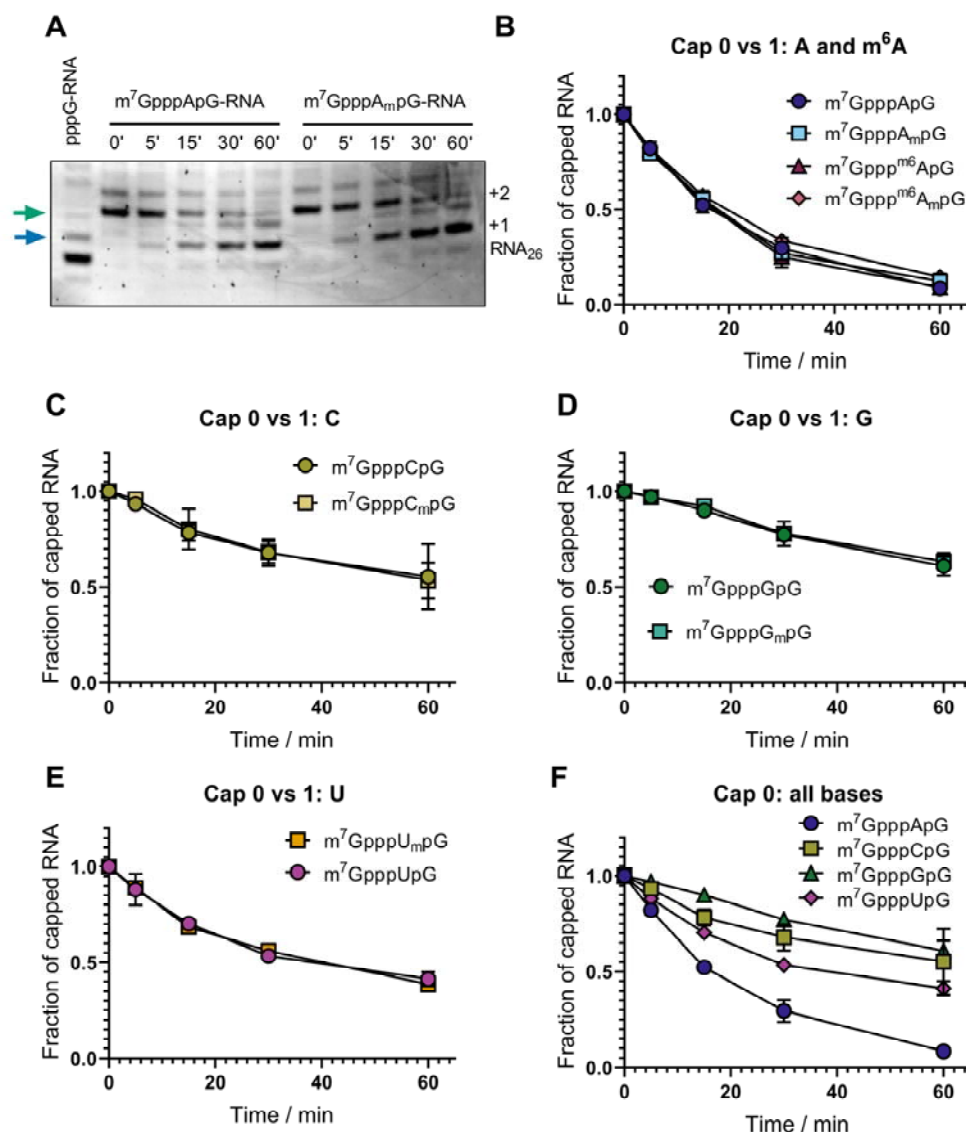 A
pppG-RNA
m⁷GpppApG-RNA
m⁷GpppAₘpG-RNA
0' 5' 15' 30' 60' 0' 5' 15' 30' 60'
+2
+1
RNA₂₆
B
Cap 0 vs 1: A and m⁶A
Fraction of capped RNA
1.0
0.5
0.0
0 20 40 60
Time / min
m⁷GpppApG
m⁷GpppAₘpG
m⁷Gpppᵐ⁶ApG
m⁷Gpppᵐ⁶AₘpG
C
Cap 0 vs 1: C
Fraction of capped RNA
1.0
0.5
0.0
0 20 40 60
Time / min
m⁷GpppCpG
m⁷GpppCₘpG
D
Cap 0 vs 1: G
Fraction of capped RNA
1.0
0.5
0.0
0 20 40 60
Time / min
m⁷GpppGpG
m⁷GpppGₘpG
E
Cap 0 vs 1: U
Fraction of capped RNA
1.0
0.5
0.0
0 20 40 60
Time / min
m⁷GpppUₘpG
m⁷GpppUpG
F
Cap 0: all bases
Fraction of capped RNA
1.0
0.5
0.0
0 20 40 60
Time / min
m⁷GpppApG
m⁷GpppCpG
m⁷GpppGpG
m⁷GpppUpG